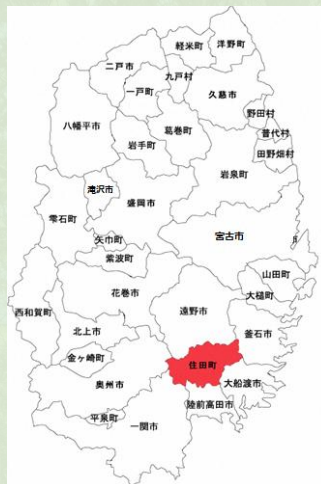 軽米町
洋野町
二戸市
九戸村
一戸町
久慈市
野田村
八幡平市
葛巻町
普代村
岩手町
田野畑村
岩泉町
滝沢市
盛岡市
雫石町
宮古市
矢巾町
紫波町
山田町
花巻市
大槌町
西和賀町
遠野市
釜石市
北上市
金ヶ崎町
住田町
奥州市
大船渡市
陸前高田市
平泉町
一関市